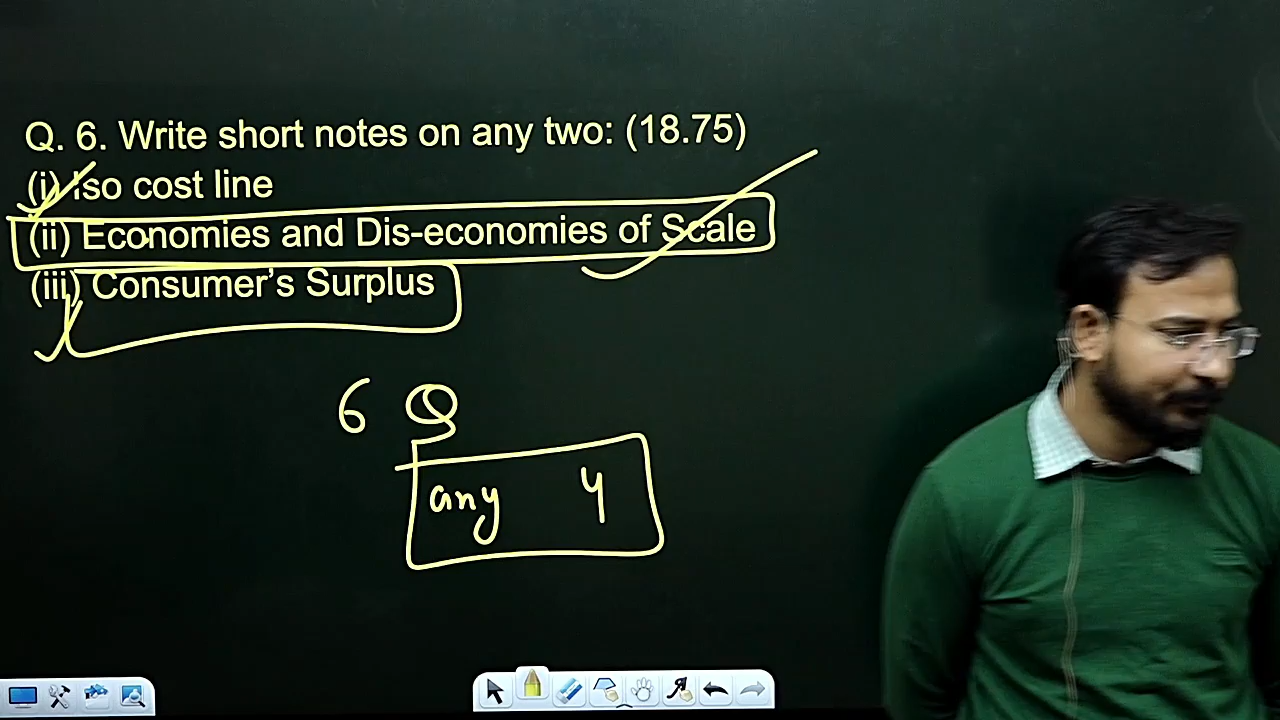 Q. 6. Write short notes on any two: (18.75)
(i) Iso cost line
(ii) Economies and Dis-economies of Scale
(iii) Consumer's Surplus
6 Q
any 4